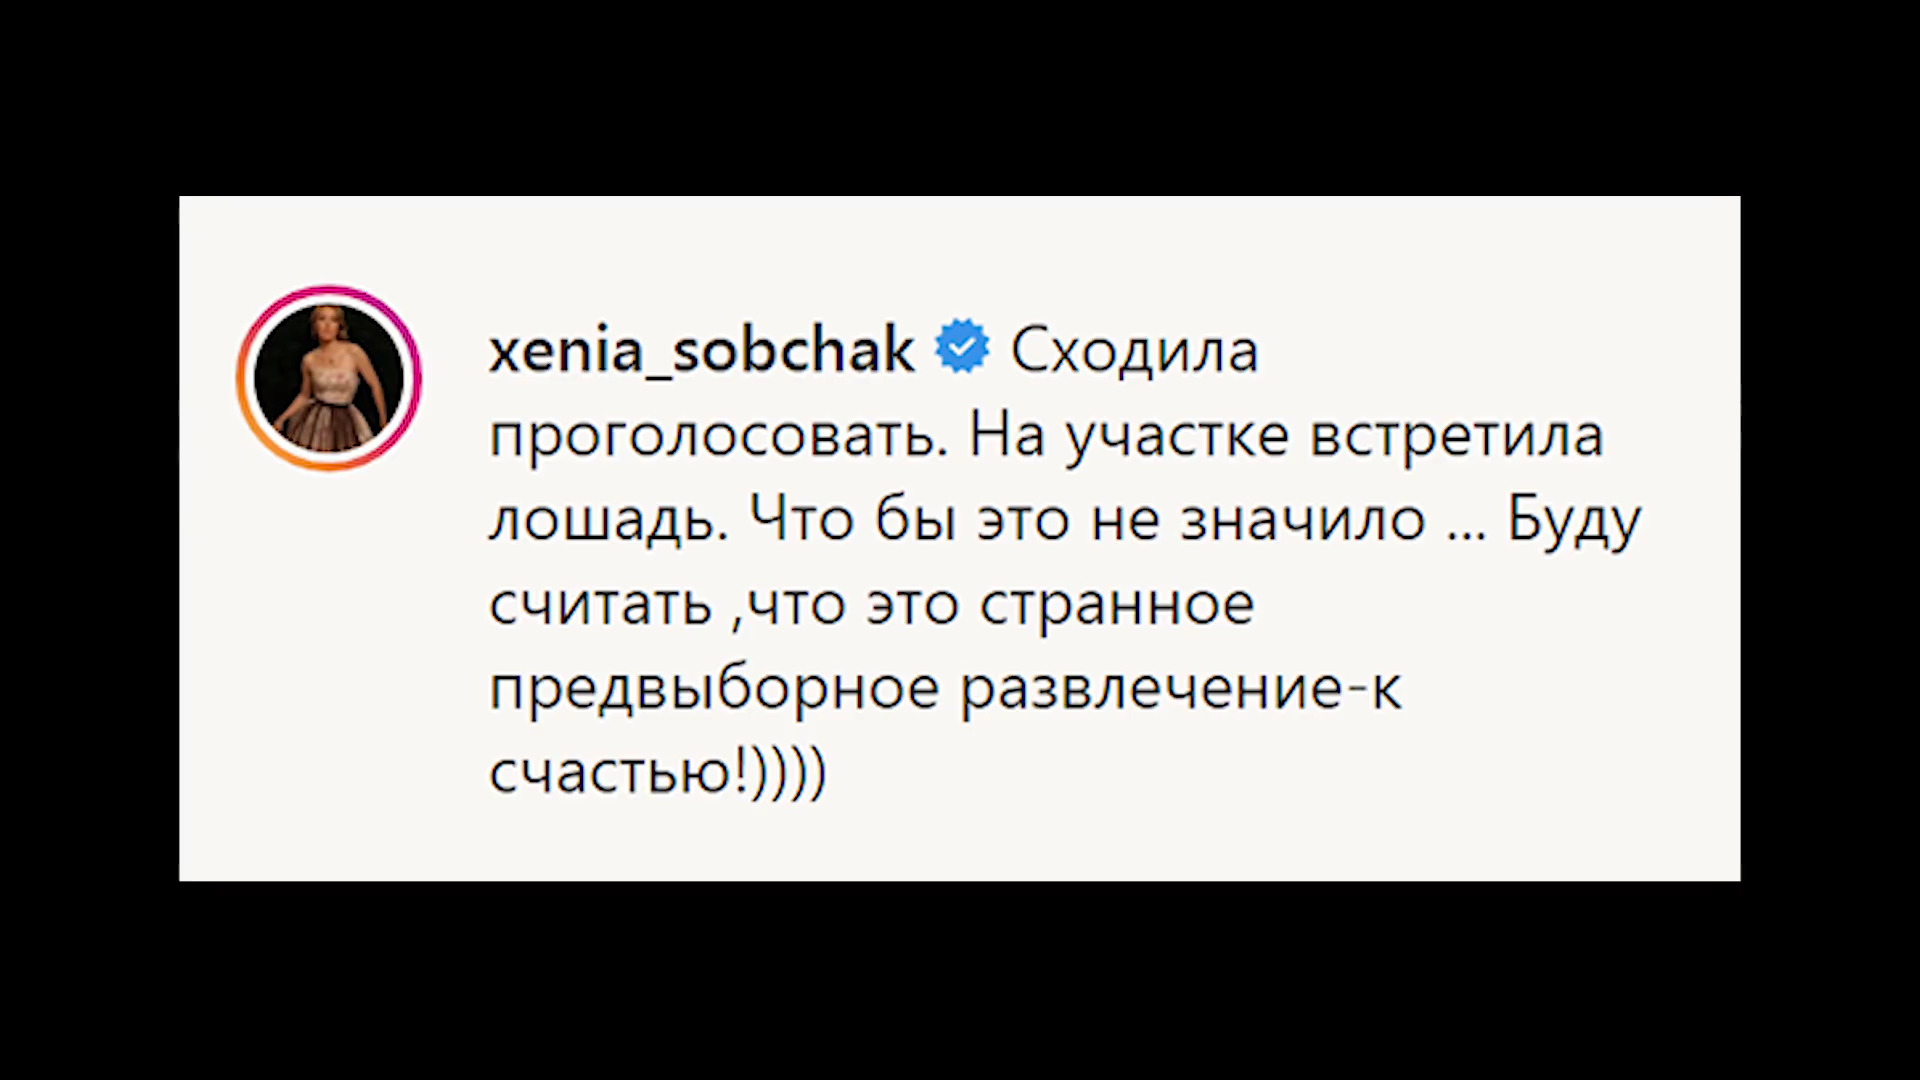 xenia_sobchak Сходила
проголосовать. На участке встретила
лошадь. Что бы это не значило ... Буду
считать ,что это странное
предвыборное развлечение-к
счастью!))))